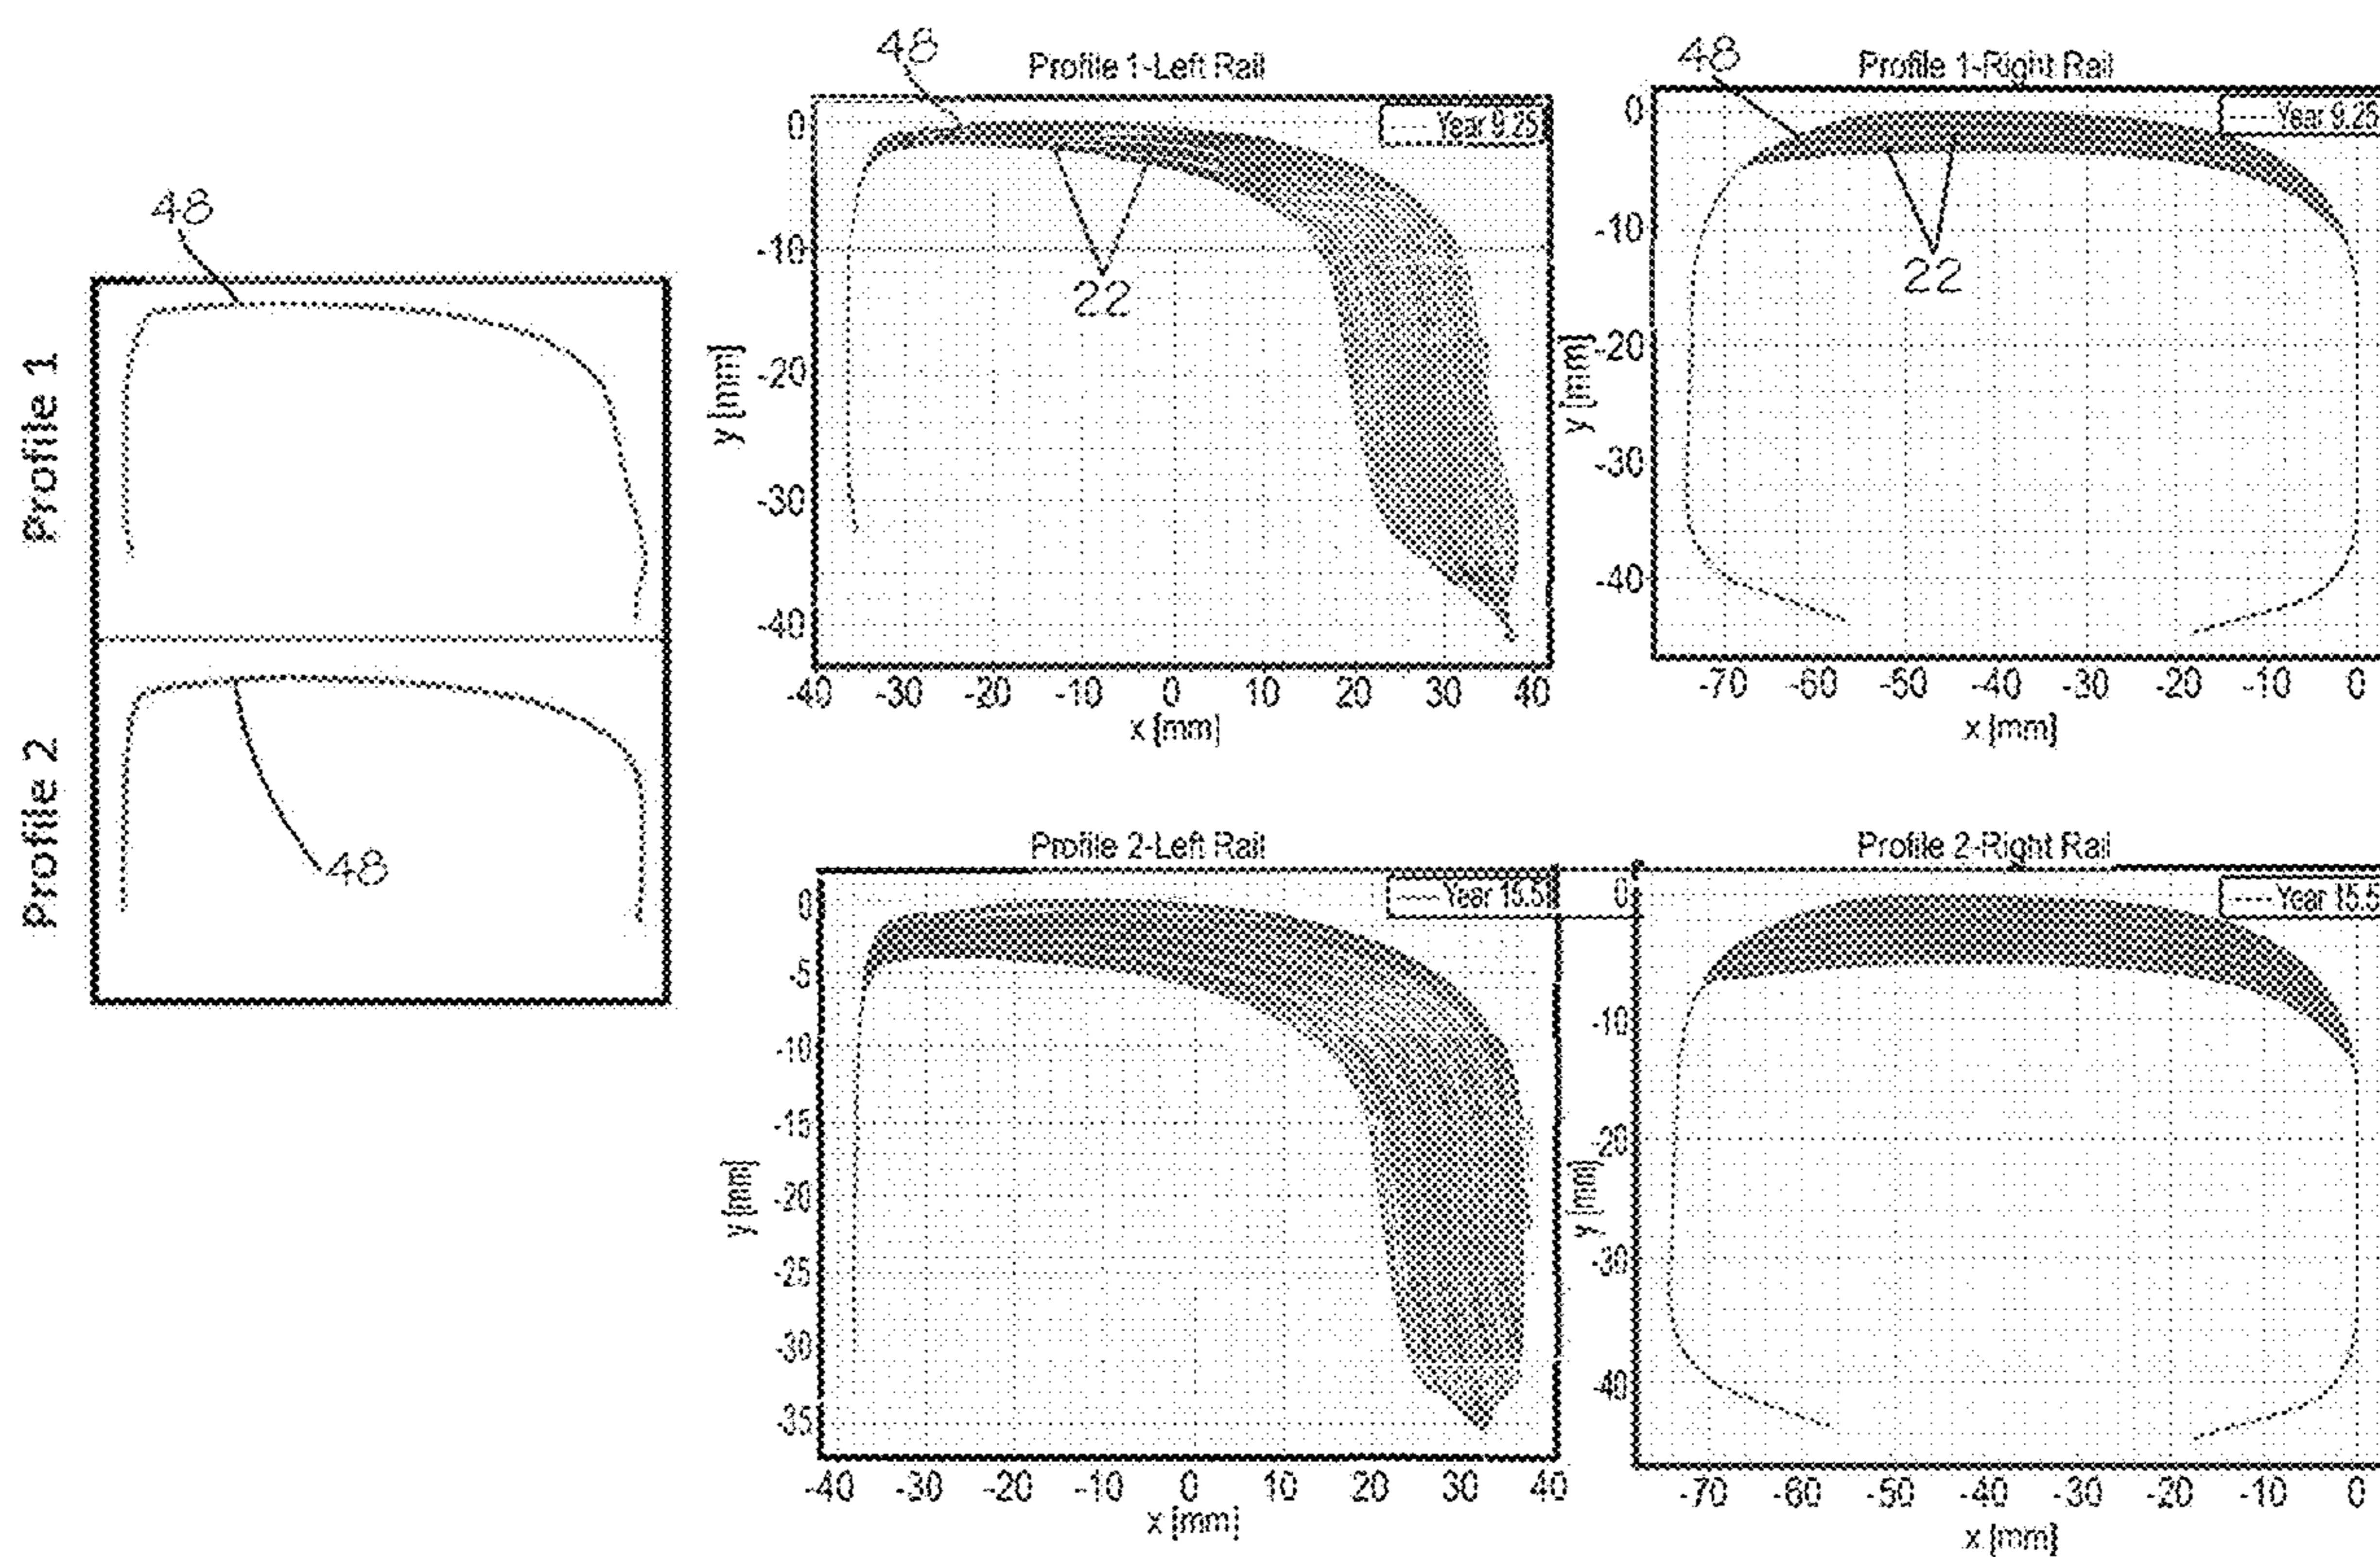 48
Profile 1
Profile 2
48
48
Profile 1-Left Rail
Year 9.25
0
-10
-20
-30
-40
y [mm]
22
-40 -30 -20 -10 0 10 20 30 40
x [mm]
48
Profile 1-Right Rail
Year 9.25
0
-10
-20
-30
-40
y [mm]
22
-70 -60 -50 -40 -30 -20 -10 0
x [mm]
Profile 2-Left Rail
Year 15.5
0
-5
-10
-15
-20
-25
-30
-35
y [mm]
-40 -30 -20 -10 0 10 20 30 40
x [mm]
Profile 2-Right Rail
Year 15.5
0
-10
-20
-30
-40
y [mm]
-70 -60 -50 -40 -30 -20 -10 0
x [mm]